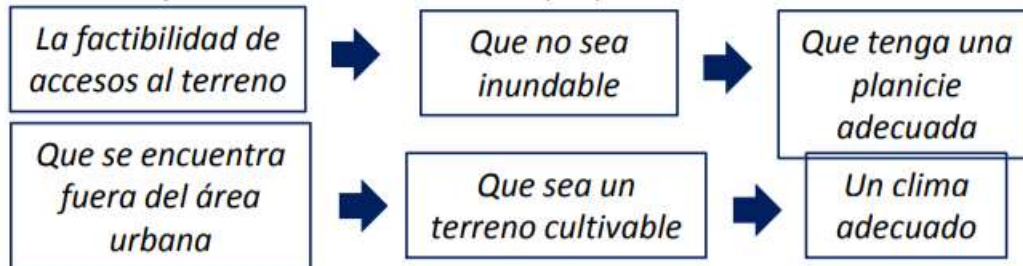 La factibilidad de
accesos al terreno
Que no sea
inundable
Que tenga una
planicie
adecuada
Que se encuentra
fuera del área
urbana
Que sea un
terreno cultivable
Un clima
adecuado